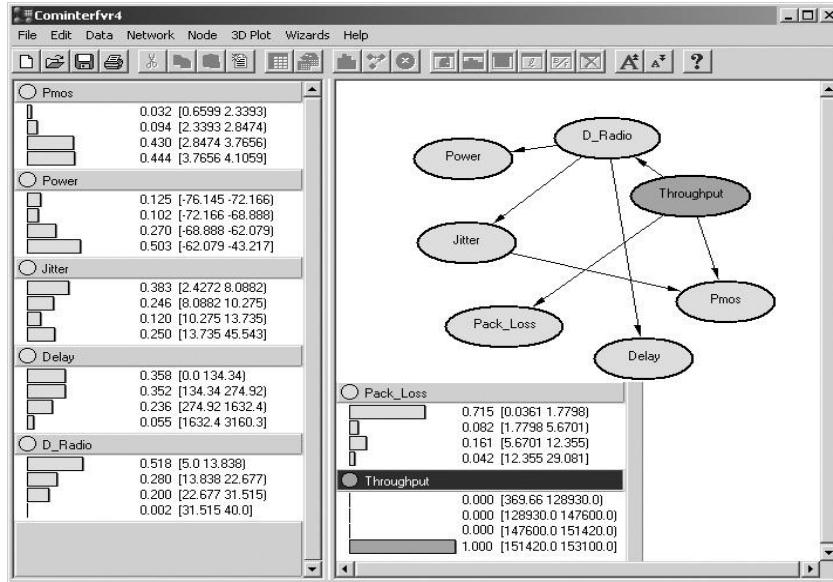 Cominterfvr4
File Edit Data Network Node 3D Plot Wizards Help
Pmos
0.032 [0.6599 2.3393)
0.094 [2.3393 2.8474)
0.430 [2.8474 3.7656)
0.444 [3.7656 4.1059)
Power
0.125 [-76.145 -72.166)
0.102 [-72.166 -68.888)
0.270 [-68.888 -62.079)
0.503 [-62.079 -43.217)
Jitter
0.383 [2.4272 8.0882)
0.246 [8.0882 10.275)
0.120 [10.275 13.735)
0.250 [13.735 45.543)
Delay
0.358 [0.0 134.34)
0.352 [134.34 274.92)
0.236 [274.92 1632.4)
0.055 [1632.4 3160.3)
D_Radio
0.518 [5.0 13.838)
0.280 [13.838 22.677)
0.200 [22.677 31.515)
0.002 [31.515 40.0)
D_Radio
Power
Throughput
Jitter
Pmos
Pack_Loss
Delay
Pack_Loss
0.715 [0.0361 1.7798)
0.082 [1.7798 5.6701)
0.161 [5.6701 12.355)
0.042 [12.355 29.081)
Throughput
0.000 [369.66 128930.0)
0.000 [128930.0 147600.0)
0.000 [147600.0 151420.0)
1.000 [151420.0 153100.0)